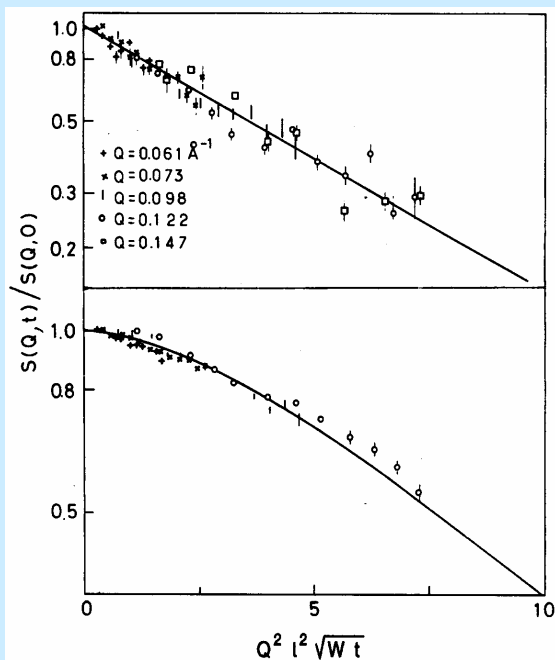 1.0
0.8
0.5
0.3
0.2
+ Q=0.061 Å⁻¹
× Q=0.073
| Q=0.098
o Q=0.122
□ Q=0.147
S(Q,t)/S(Q,0)
1.0
0.8
0.5
0 5 10
Q² l² √Wt